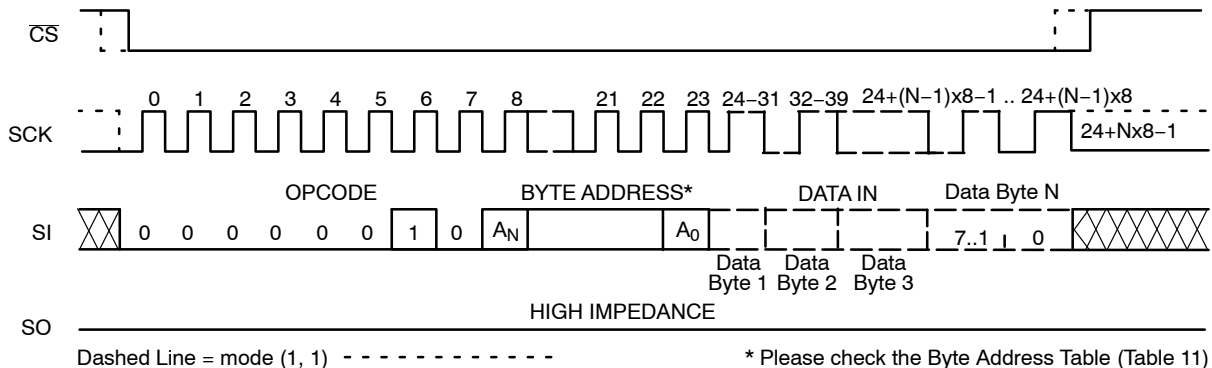 CS
0 1 2 3 4 5 6 7 8 21 22 23 24−31 32−39 24+(N−1)x8−1 .. 24+(N−1)x8
SCK
24+Nx8−1
OPCODE BYTE ADDRESS* DATA IN Data Byte N
SI 0 0 0 0 0 0 1 0 AN A0 7..1 0
Data Byte 1
Data Byte 2
Data Byte 3
HIGH IMPEDANCE
SO
Dashed Line = mode (1, 1) * Please check the Byte Address Table (Table 11)